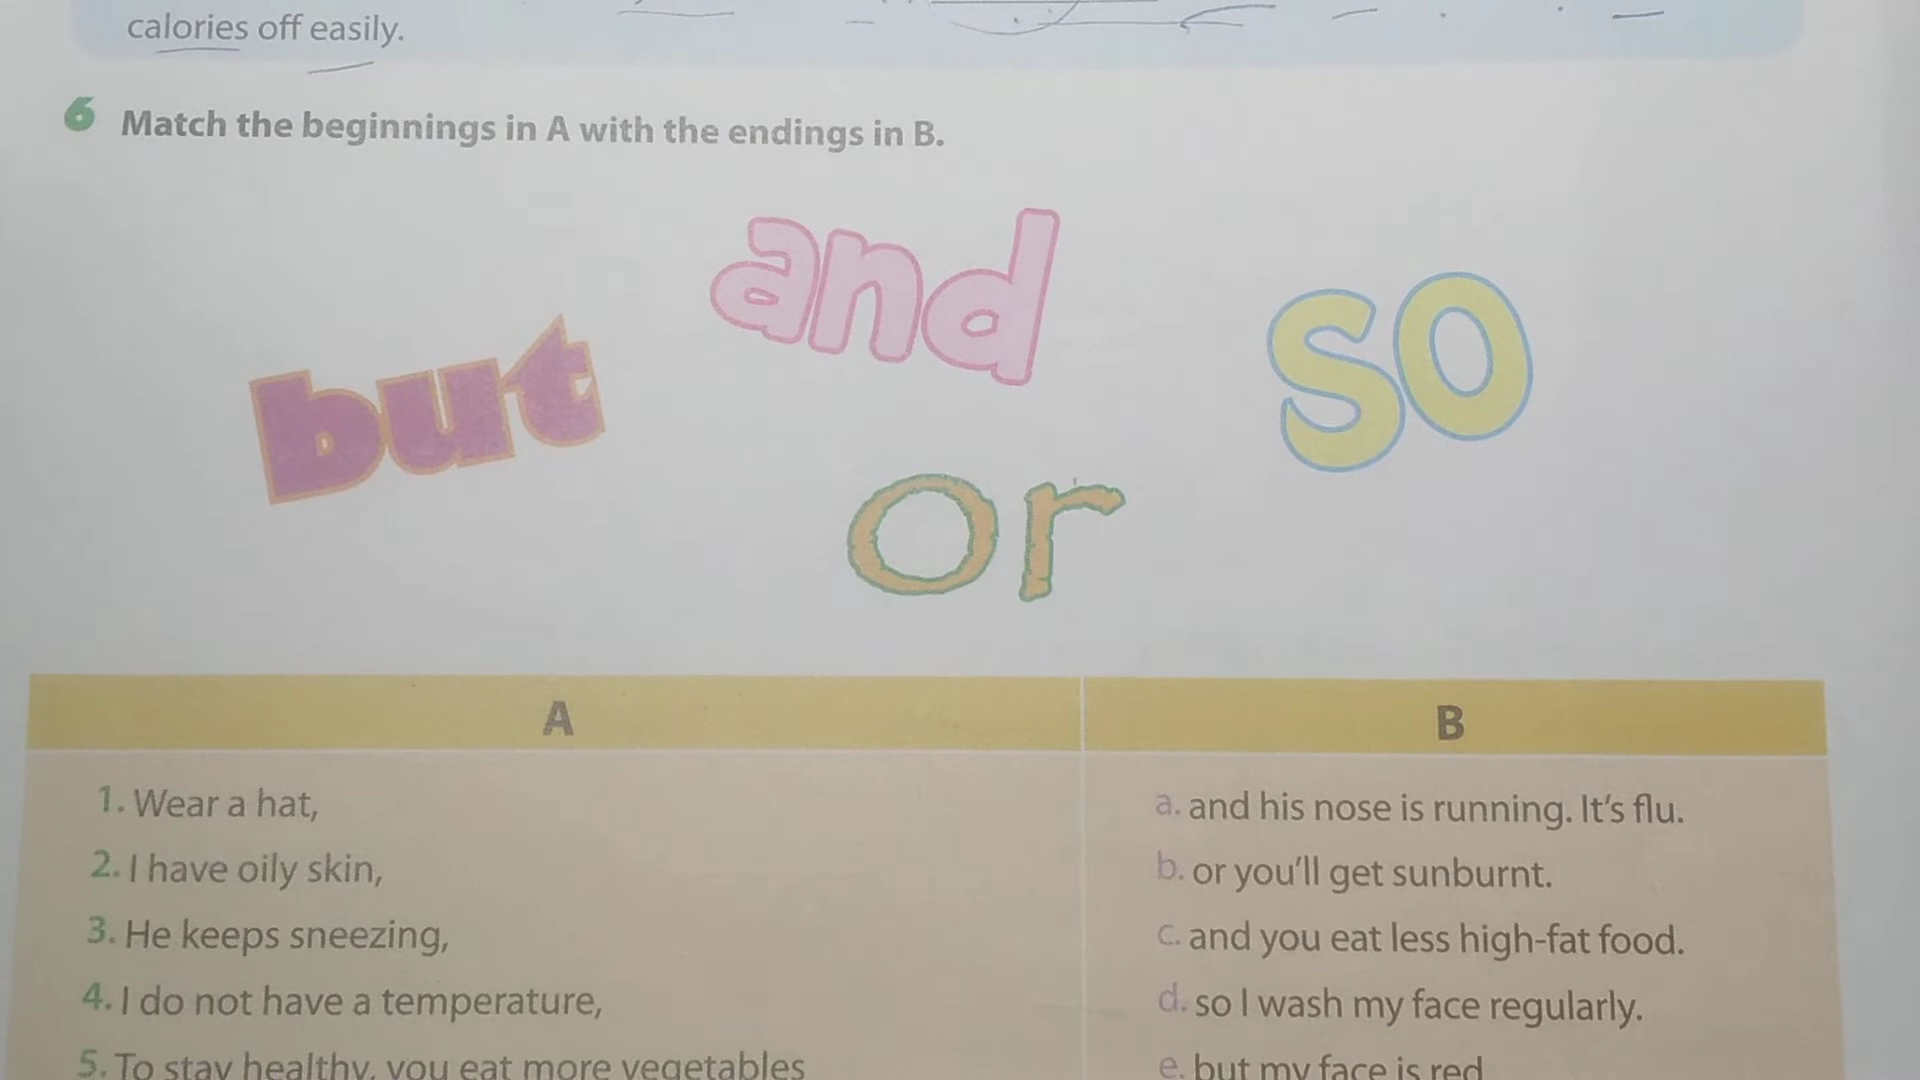 calories off easily.
6 Match the beginnings in A with the endings in B.
and
but
so
or
A
B
1. Wear a hat,
a. and his nose is running. It's flu.
2. I have oily skin,
b. or you'll get sunburnt.
3. He keeps sneezing,
c. and you eat less high-fat food.
4. I do not have a temperature,
d. so I wash my face regularly.
5. To stay healthy, you eat more vegetables
e. but my face is red